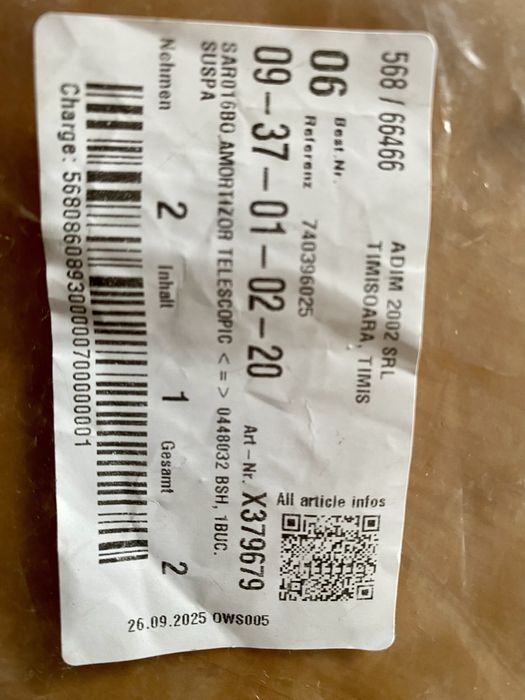 568 / 66466
ADIM 2002 SRL
TIMISOARA, TIMIS
06
Best.Nr.
Referenz 740396025
All article infos
09-37-01-02-20
Art-Nr. X379679
SAR016BO AMORTIZOR TELESCOPIC <=> 0448032 BSH, 1BUC.
SUSPA
Nehmen 2 Inhalt 1 Gesamt 2
Charge: 568086089300000700000001
26.09.2025 OWS005